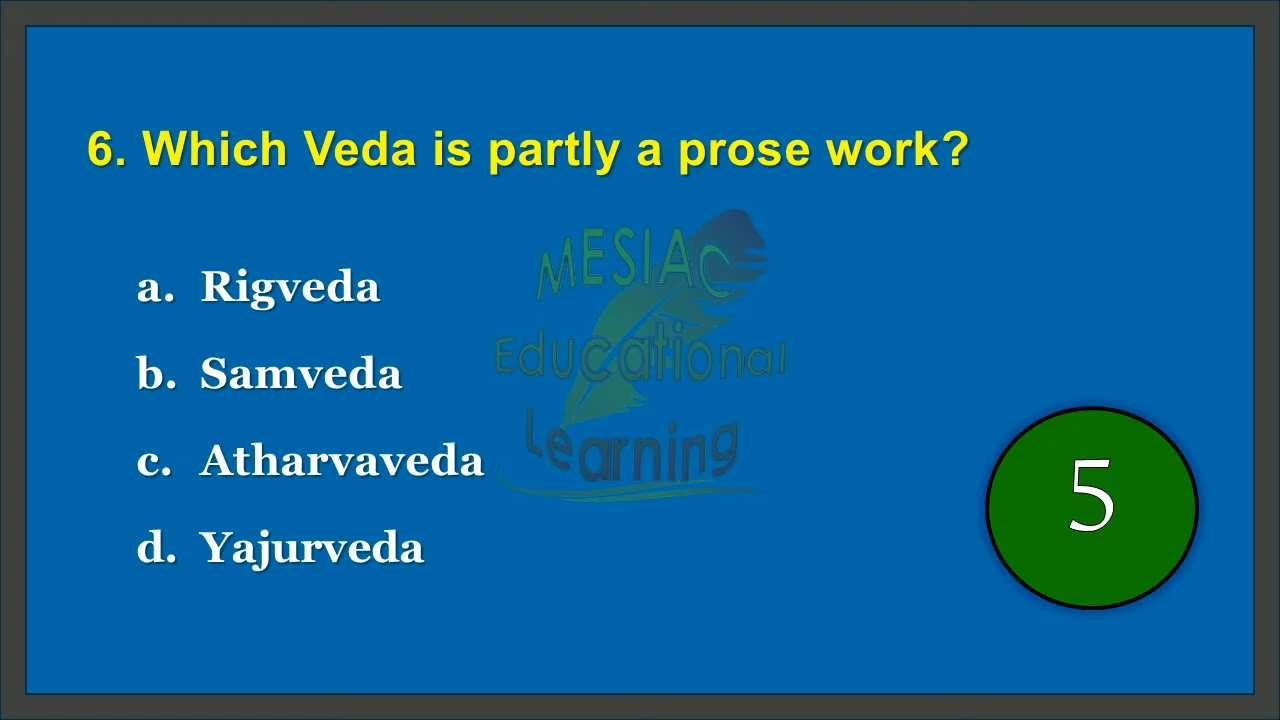 6. Which Veda is partly a prose work?
MESIAC
a. Rigveda
Educational
b. Samveda
Learning
c. Atharvaveda
5
d. Yajurveda